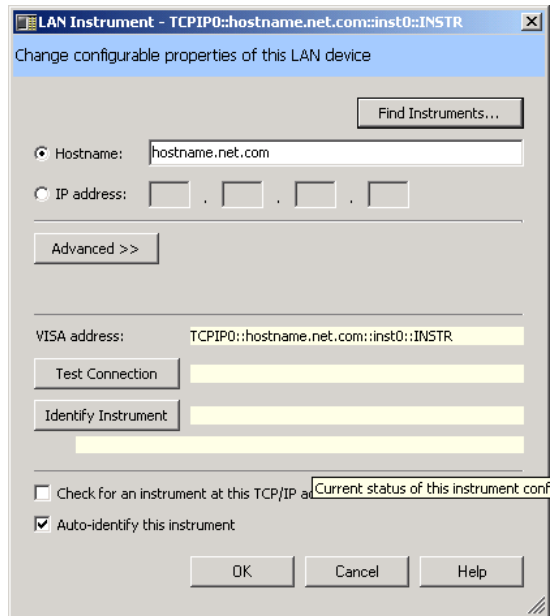 LAN Instrument - TCPIP0::hostname.net.com::inst0::INSTR
Change configurable properties of this LAN device
Find Instruments...
Hostname: hostname.net.com
IP address: . . .
Advanced >>
VISA address: TCPIP0::hostname.net.com::inst0::INSTR
Test Connection
Identify Instrument
Check for an instrument at this TCP/IP Current status of this instrument
Auto-identify this instrument
OK Cancel Help